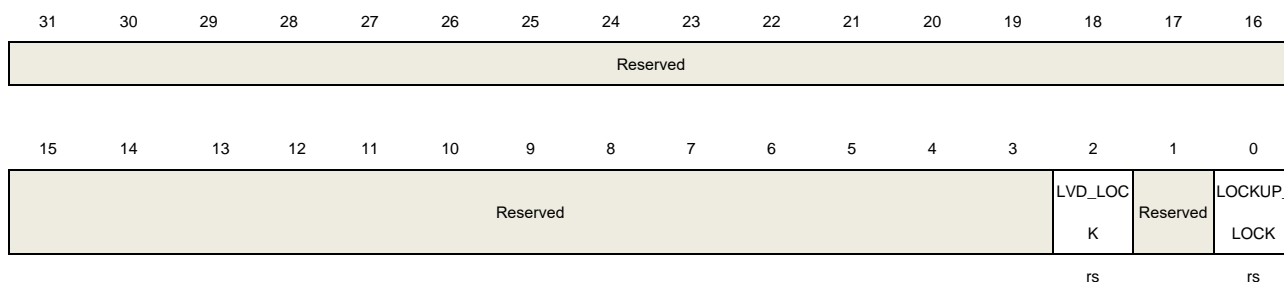 31 30 29 28 27 26 25 24 23 22 21 20 19 18 17 16
Reserved
15 14 13 12 11 10 9 8 7 6 5 4 3 2 1 0
Reserved LVD_LOC K Reserved LOCKUP_ LOCK
rs rs